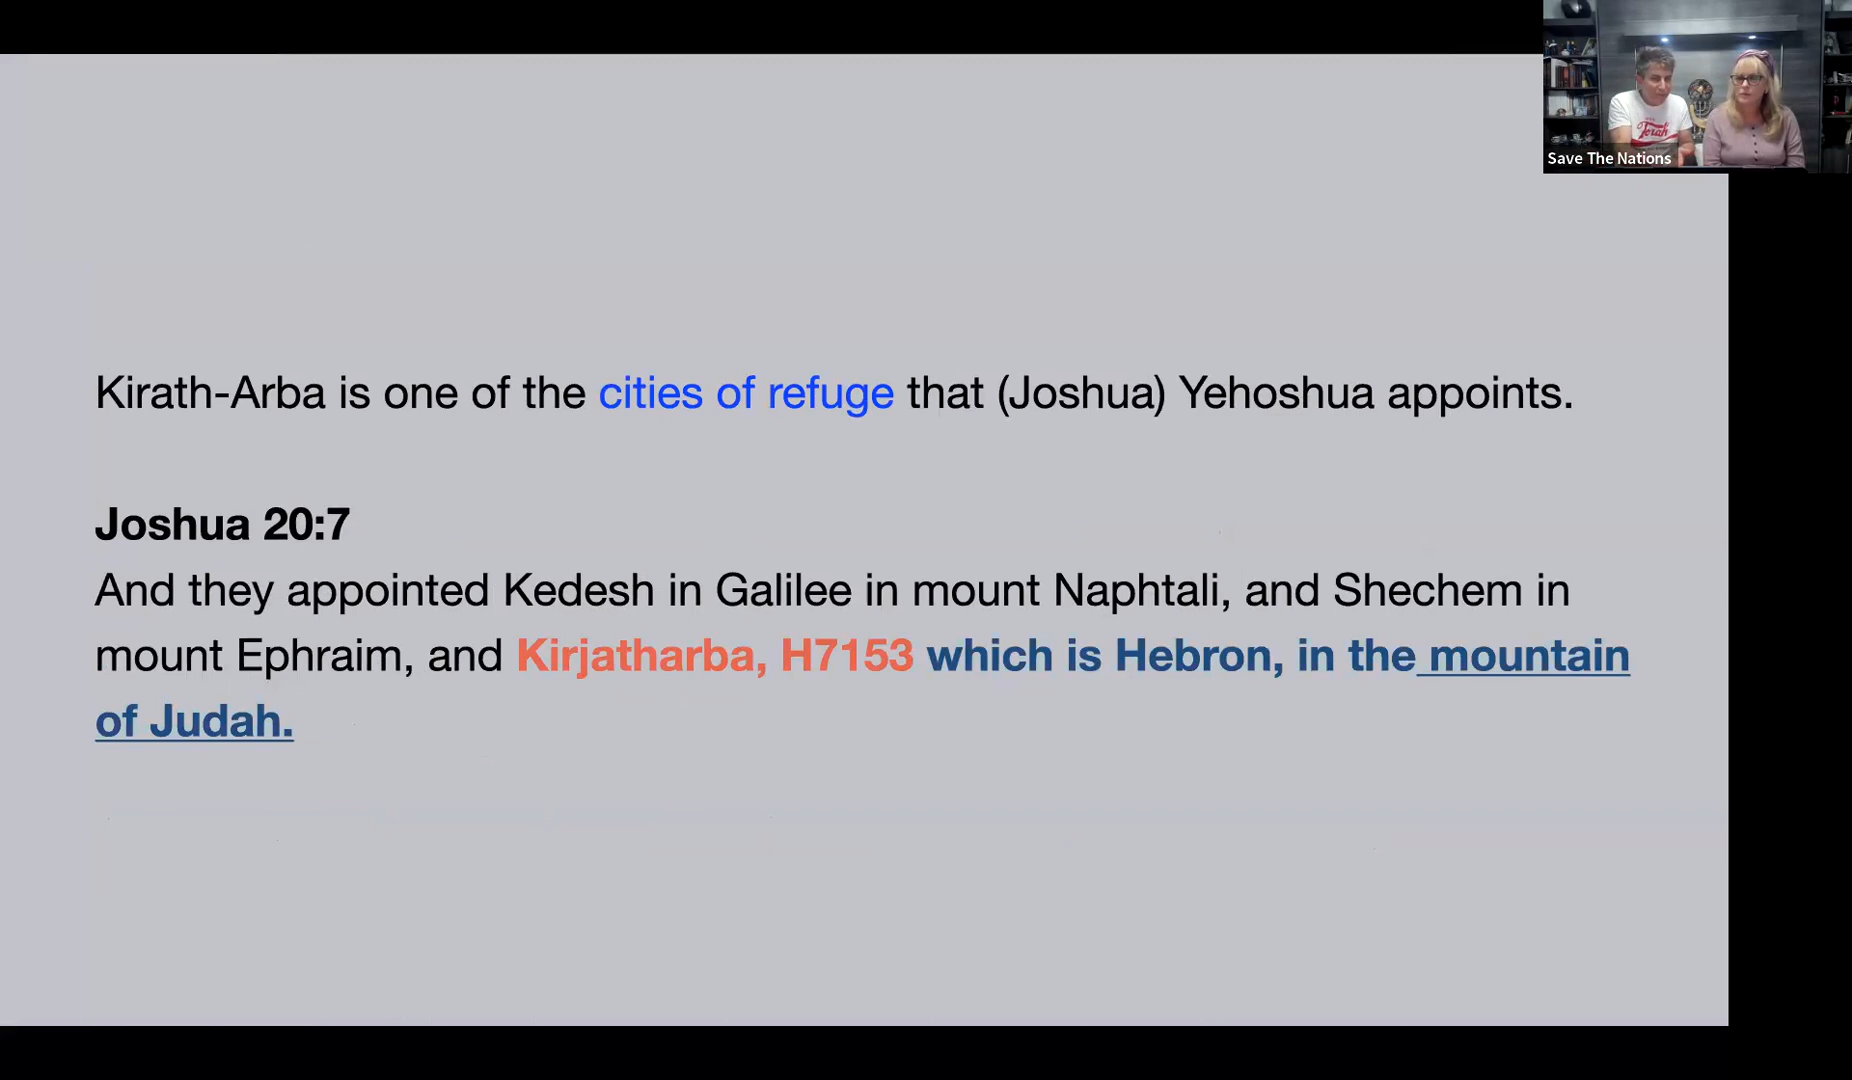 Save The Nations
Torah
Kirath-Arba is one of the cities of refuge that (Joshua) Yehoshua appoints.
Joshua 20:7
And they appointed Kedesh in Galilee in mount Naphtali, and Shechem in
mount Ephraim, and Kirjatharba, H7153 which is Hebron, in the mountain
of Judah.